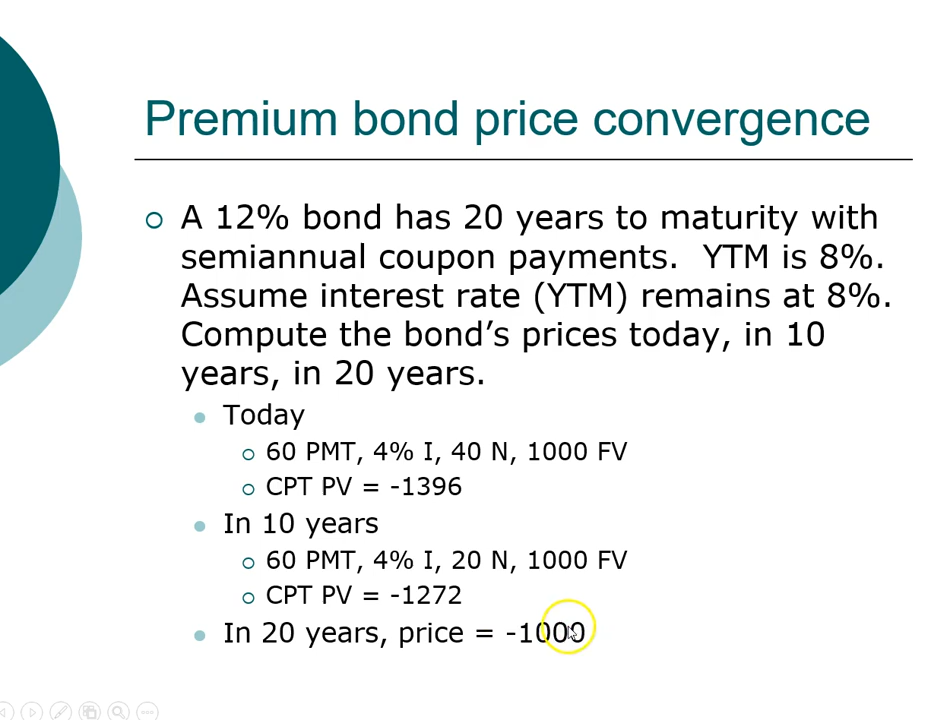 Premium bond price convergence
A 12% bond has 20 years to maturity with
semiannual coupon payments.  YTM is 8%.
Assume interest rate (YTM) remains at 8%.
Compute the bond’s prices today, in 10
years, in 20 years.
Today
60 PMT, 4% I, 40 N, 1000 FV
CPT PV = -1396
In 10 years
60 PMT, 4% I, 20 N, 1000 FV
CPT PV = -1272
In 20 years, price = -1000